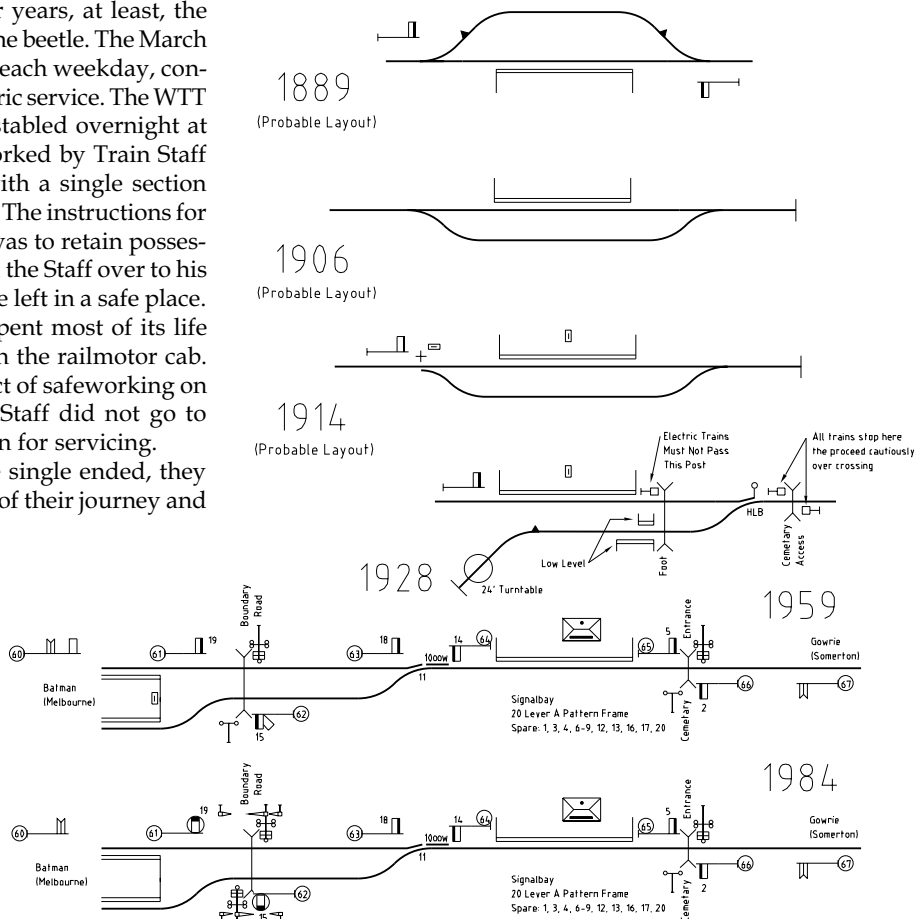 r years, at least, the
ne beetle. The March
each weekday, con-
ric service. The WTT
stabled overnight at
orked by Train Staff
with a single section
The instructions for
was to retain posses-
the Staff over to his
e left in a safe place.
spent most of its life
n the railmotor cab.
ct of safeworking on
Staff did not go to
n for servicing.
e single ended, they
of their journey and
1889
(Probable Layout)
1906
(Probable Layout)
1914
(Probable Layout)
Electric Trains
Must Not Pass
This Post
All trains stop here
the proceed cautiously
over crossing
HLB
Cemetary
Access
Foot
Low Level
24' Turntable
1928
1959
Boundary
Road
60
61
19
18
63
14
1000W
11
64
65
5
Entrance
Gowrie
(Somerton)
Batman
(Melbourne)
62
15
Signalbay
20 Lever A Pattern Frame
Spare: 1, 3, 4, 6-9, 12, 13, 16, 17, 20
Cemetary
2
66
67
1984
Boundary
Road
60
61
19
18
63
14
1000W
11
64
65
5
Entrance
Gowrie
(Somerton)
Batman
(Melbourne)
62
15
Signalbay
20 Lever A Pattern Frame
Spare: 1, 3, 4, 6-9, 12, 13, 16, 17, 20
Cemetary
2
66
67